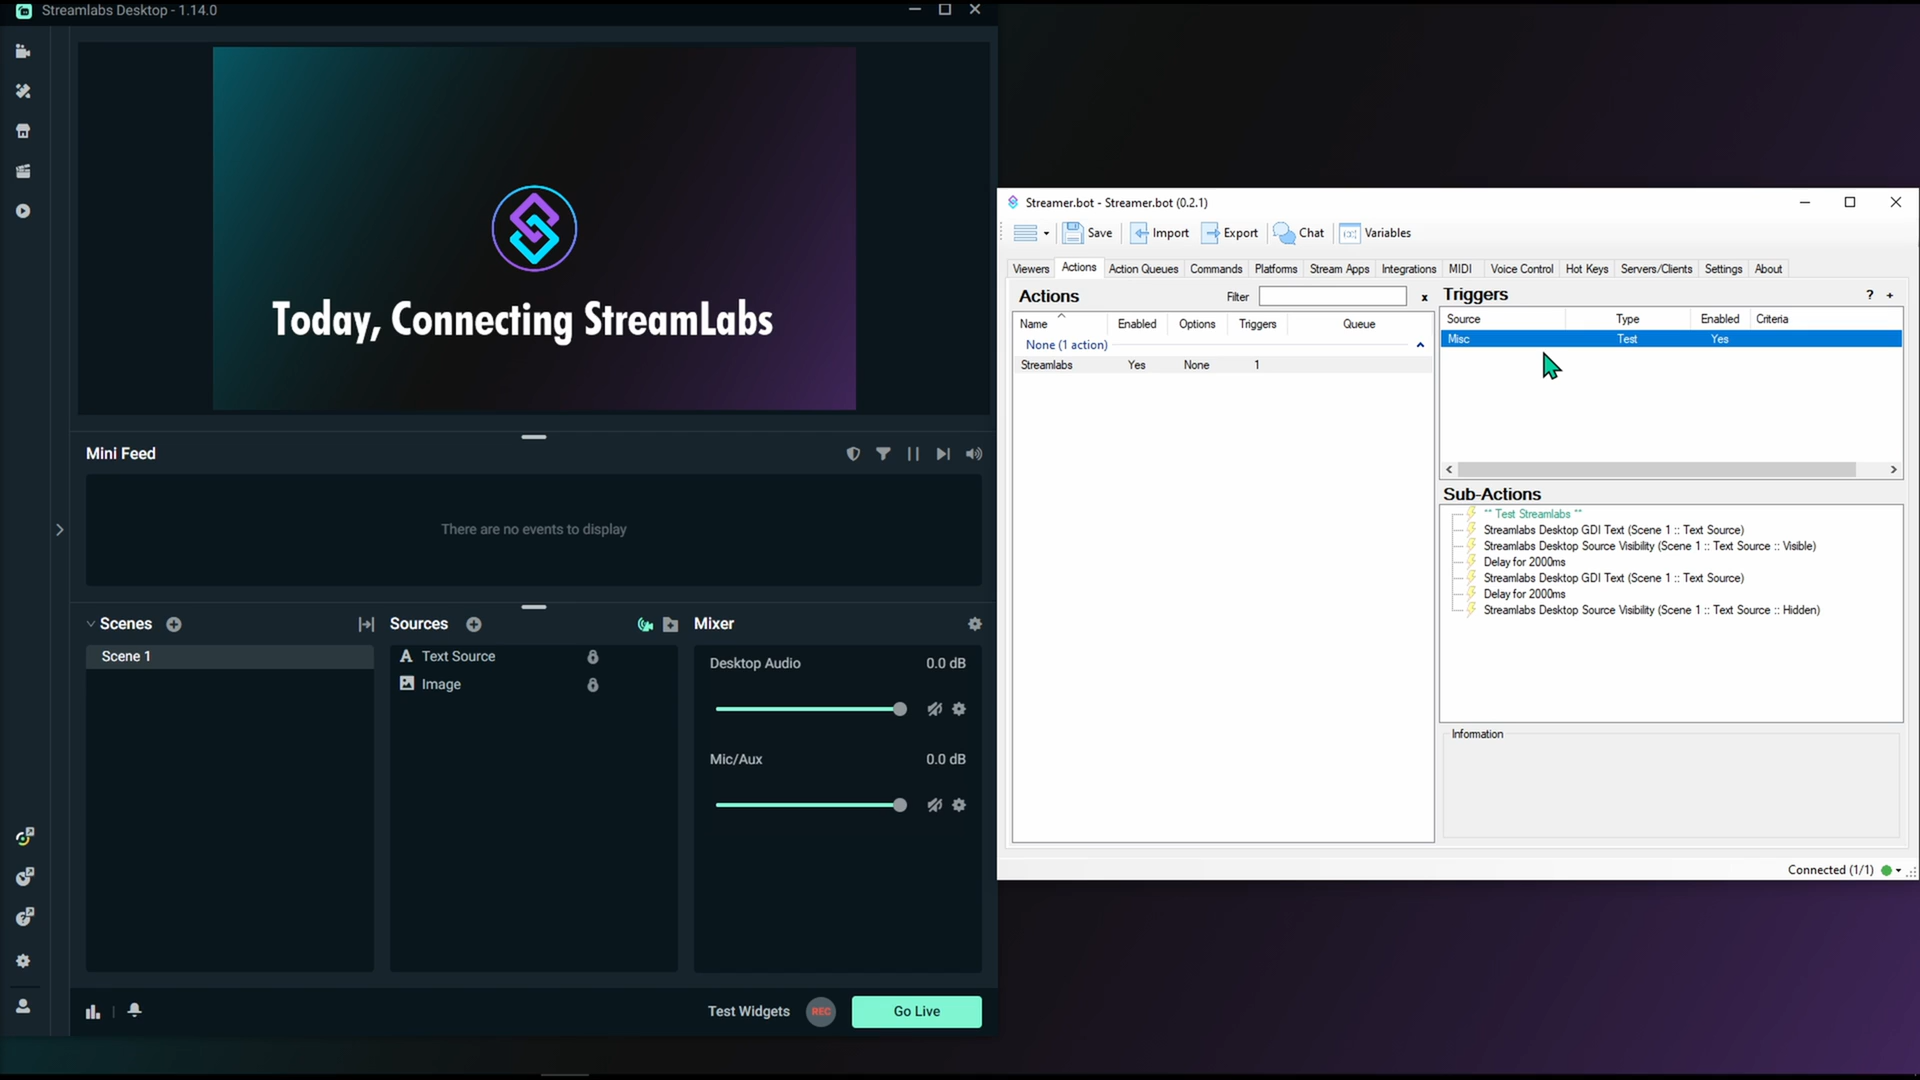 Streamlabs Desktop - 1.14.0
Today, Connecting StreamLabs
Mini Feed
There are no events to display
Scenes
Scene 1
Sources
Text Source
Image
Mixer
Desktop Audio 0.0 dB
Mic/Aux 0.0 dB
Test Widgets REC Go Live
Streamer.bot - Streamer.bot (0.2.1)
Save Import Export Chat Variables
Viewers Actions Action Queues Commands Platforms Stream Apps Integrations MIDI Voice Control Hot Keys Servers/Clients Settings About
Actions Filter x
Name Enabled Options Triggers Queue
None (1 action)
Streamlabs Yes None 1
Triggers ? +
Source Type Enabled Criteria
Misc Test Yes
Sub-Actions
** Test Streamlabs **
Streamlabs Desktop GDI Text (Scene 1 :: Text Source)
Streamlabs Desktop Source Visibility (Scene 1 :: Text Source :: Visible)
Delay for 2000ms
Streamlabs Desktop GDI Text (Scene 1 :: Text Source)
Delay for 2000ms
Streamlabs Desktop Source Visibility (Scene 1 :: Text Source :: Hidden)
Information
Connected (1/1)